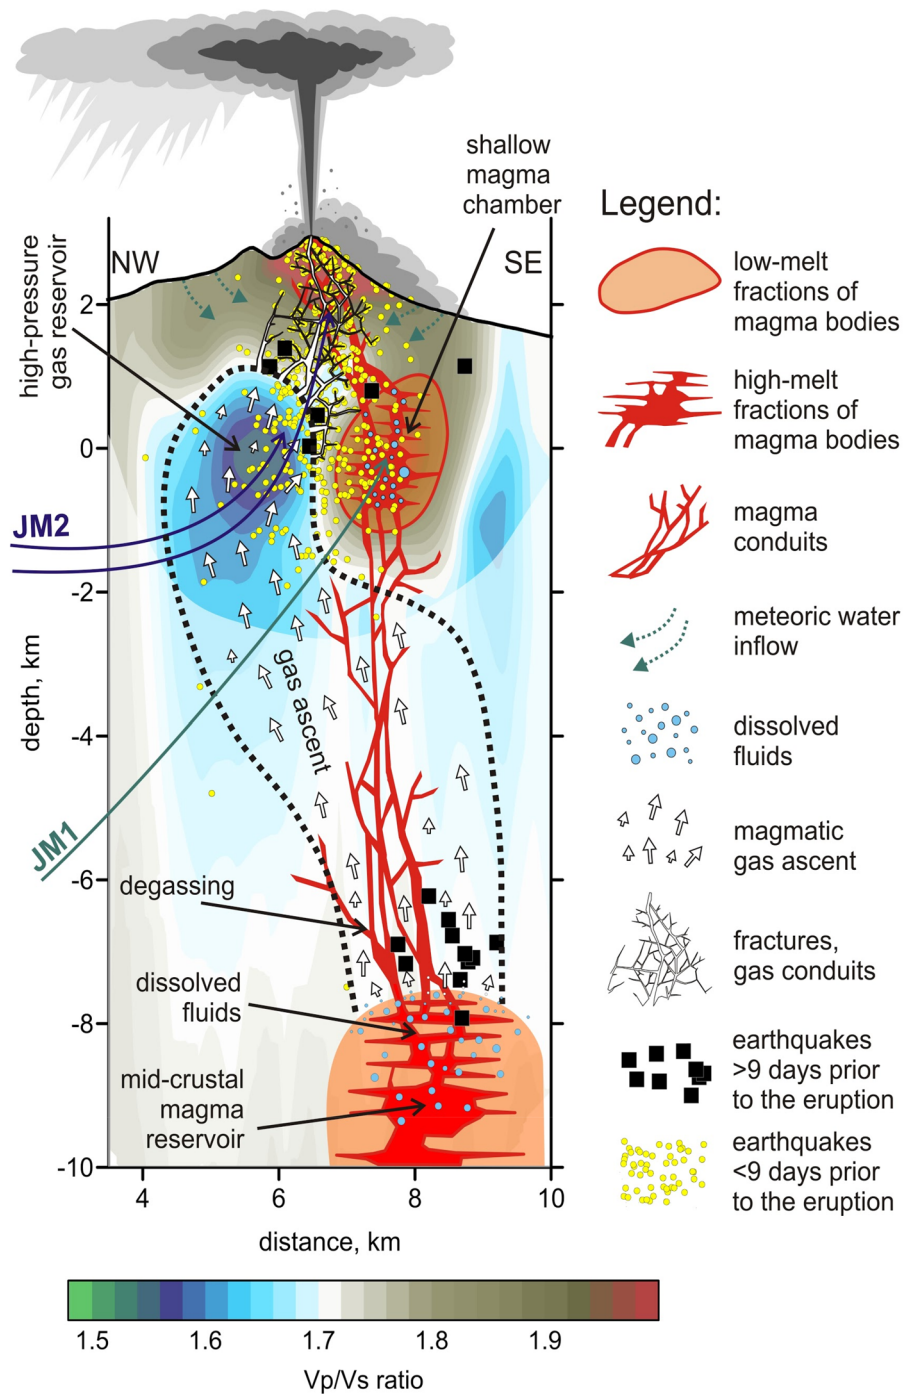 shallow
magma
chamber
Legend:
NW
SE
high-pressure
gas reservoir
low-melt
fractions of
magma bodies
high-melt
fractions of
magma bodies
magma
conduits
meteoric water
inflow
dissolved
fluids
magmatic
gas ascent
fractures,
gas conduits
earthquakes
>9 days prior
to the eruption
earthquakes
<9 days prior
to the eruption
JM2
JM1
gas ascent
degassing
dissolved
fluids
mid-crustal
magma
reservoir
depth, km
2
0
-2
-4
-6
-8
-10
4 6 8 10
distance, km
1.5 1.6 1.7 1.8 1.9
Vp/Vs ratio